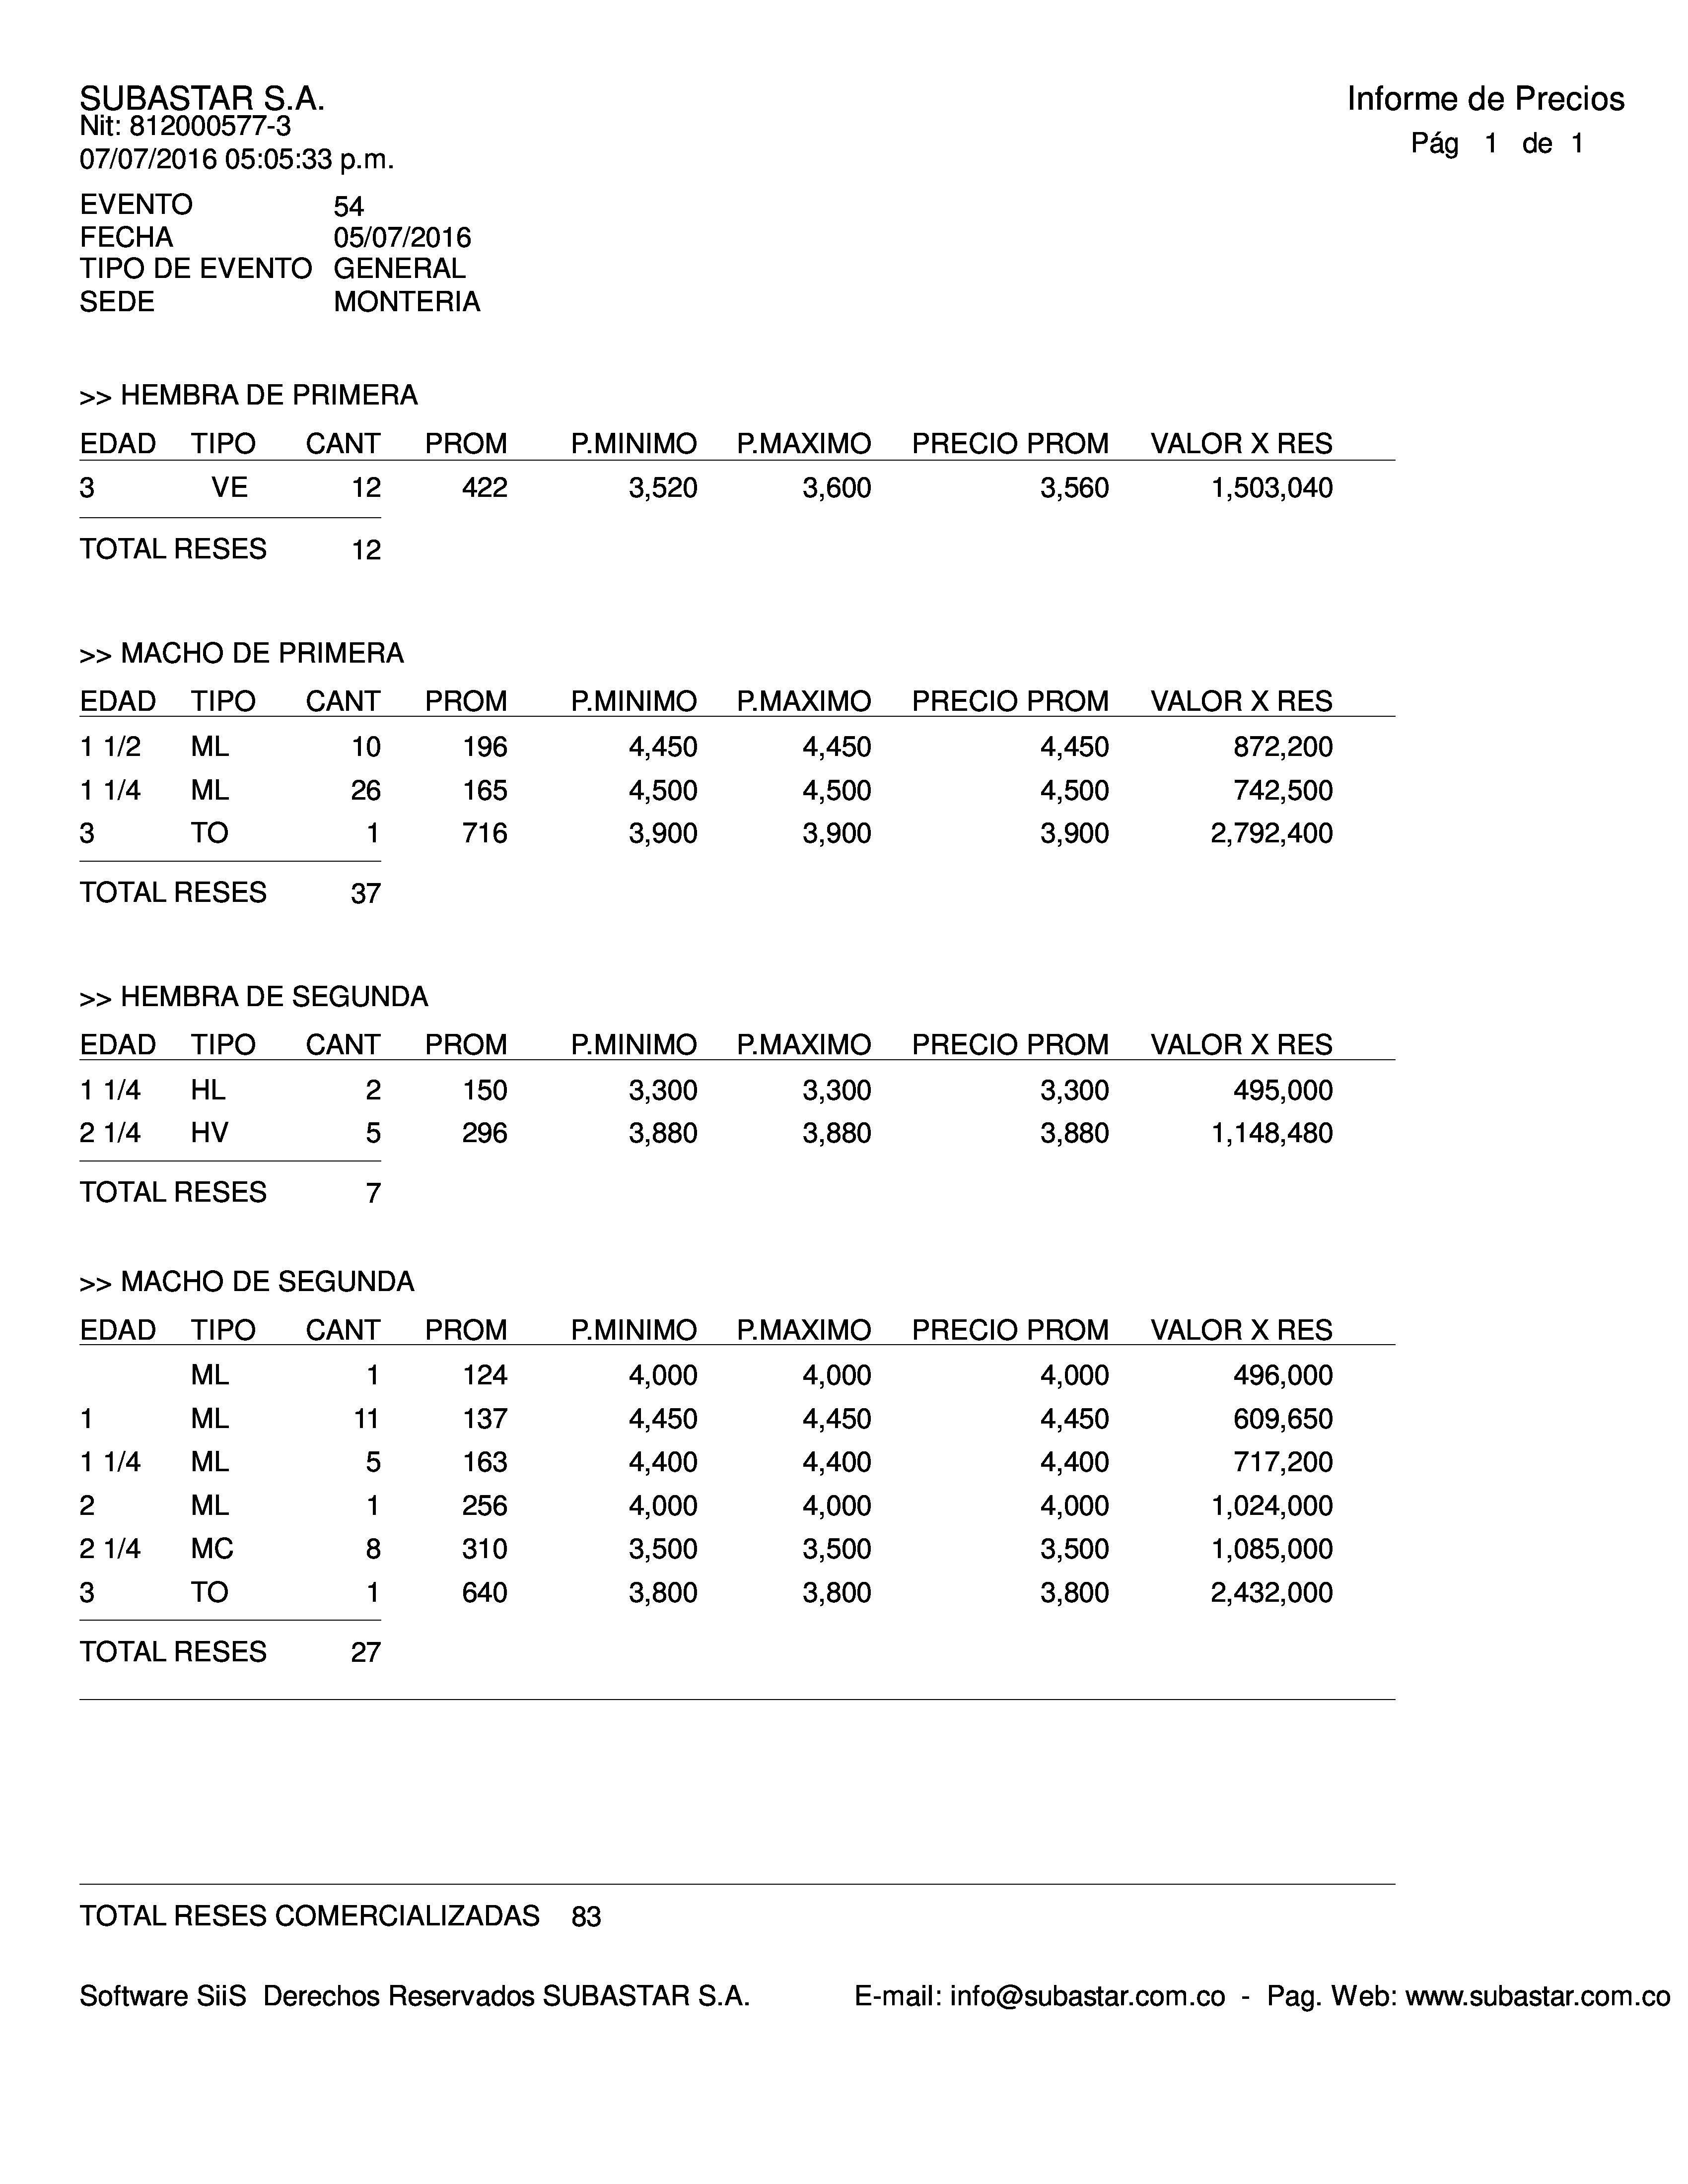 SUBASTAR S.A.
Informe de Precios
Nit: 812000577-3
Pág 1 de 1
07/07/2016 05:05:33 p.m.
EVENTO 54
FECHA 05/07/2016
TIPO DE EVENTO GENERAL
SEDE MONTERIA
>> HEMBRA DE PRIMERA
EDAD TIPO CANT PROM P.MINIMO P.MAXIMO PRECIO PROM VALOR X RES
3 VE 12 422 3,520 3,600 3,560 1,503,040
TOTAL RESES 12
>> MACHO DE PRIMERA
EDAD TIPO CANT PROM P.MINIMO P.MAXIMO PRECIO PROM VALOR X RES
1 1/2 ML 10 196 4,450 4,450 4,450 872,200
1 1/4 ML 26 165 4,500 4,500 4,500 742,500
3 TO 1 716 3,900 3,900 3,900 2,792,400
TOTAL RESES 37
>> HEMBRA DE SEGUNDA
EDAD TIPO CANT PROM P.MINIMO P.MAXIMO PRECIO PROM VALOR X RES
1 1/4 HL 2 150 3,300 3,300 3,300 495,000
2 1/4 HV 5 296 3,880 3,880 3,880 1,148,480
TOTAL RESES 7
>> MACHO DE SEGUNDA
EDAD TIPO CANT PROM P.MINIMO P.MAXIMO PRECIO PROM VALOR X RES
ML 1 124 4,000 4,000 4,000 496,000
1 ML 11 137 4,450 4,450 4,450 609,650
1 1/4 ML 5 163 4,400 4,400 4,400 717,200
2 ML 1 256 4,000 4,000 4,000 1,024,000
2 1/4 MC 8 310 3,500 3,500 3,500 1,085,000
3 TO 1 640 3,800 3,800 3,800 2,432,000
TOTAL RESES 27
TOTAL RESES COMERCIALIZADAS 83
Software SiiS Derechos Reservados SUBASTAR S.A. E-mail: info@subastar.com.co - Pag. Web: www.subastar.com.co